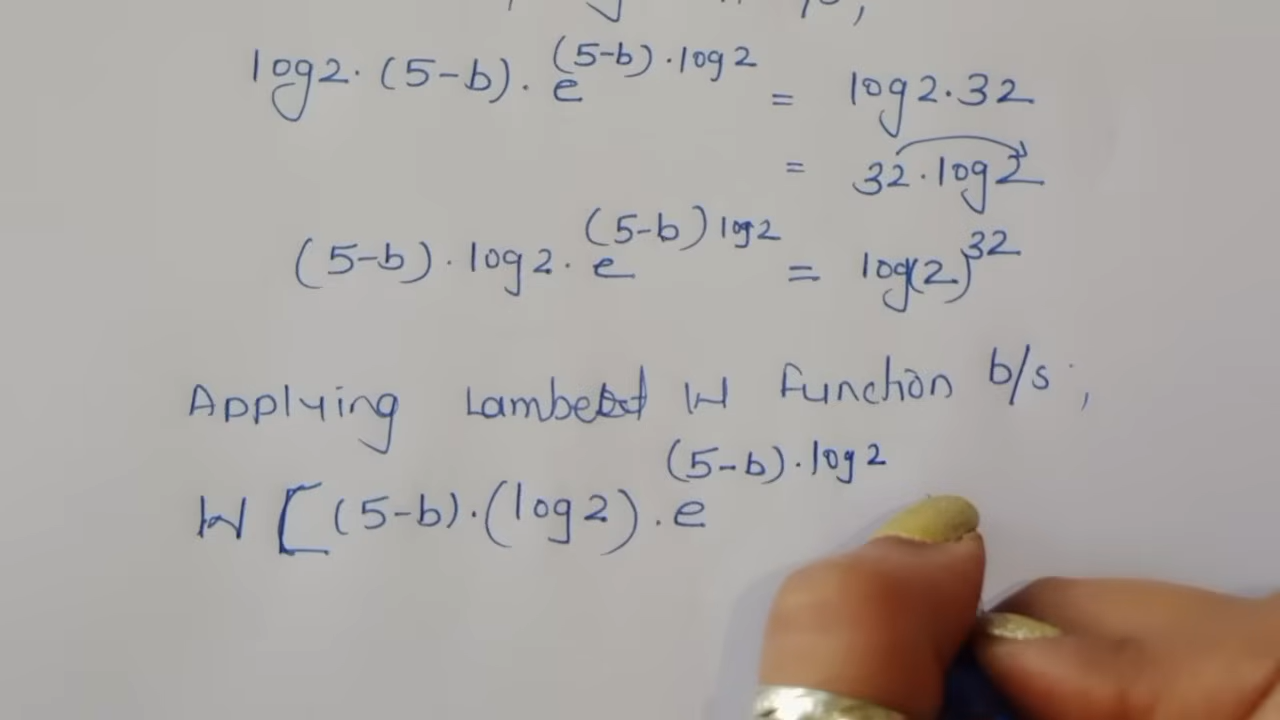 log2·(5-b)·e^(5-b)·log2 = log2·32
= 32·log2
(5-b)·log2·e^(5-b)log2 = log(2)^32
Applying Lambert W function b/s;
W [(5-b)·(log2)·e^(5-b)·log2